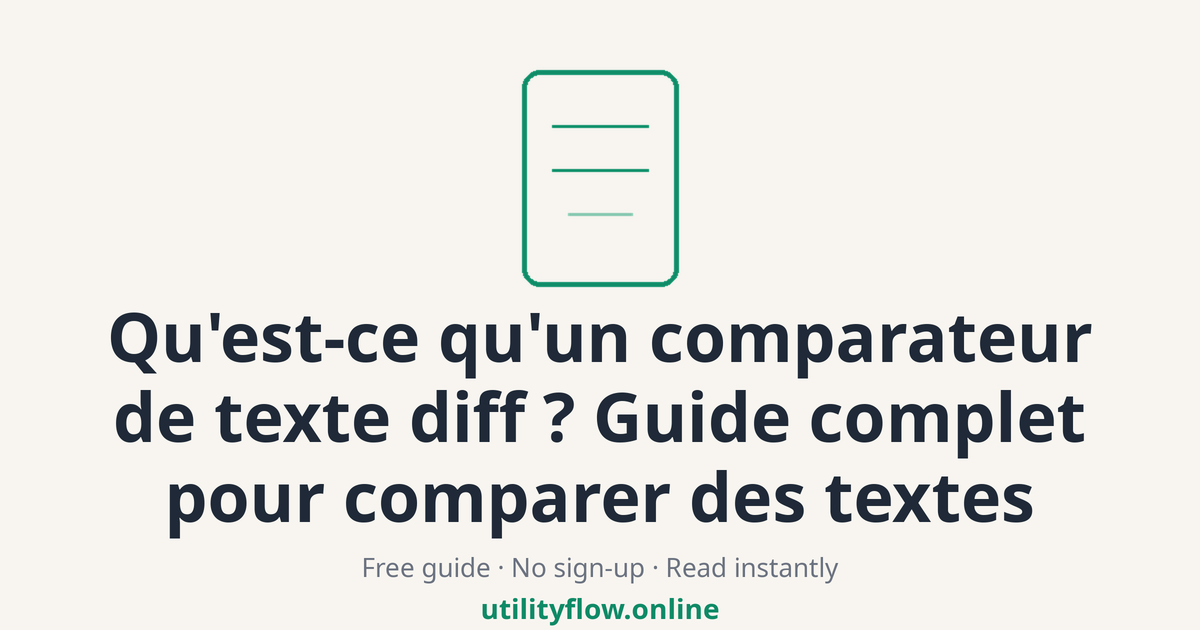 Qu'est-ce qu'un comparateur
de texte diff ? Guide complet
pour comparer des textes
Free guide · No sign-up · Read instantly
utilityflow.online